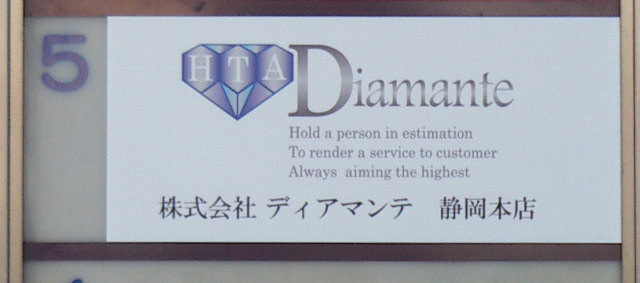 5
HTA
Diamante
Hold a person in estimation
To render a service to customer
Always aiming the highest
株式会社 ディアマンテ 静岡本店